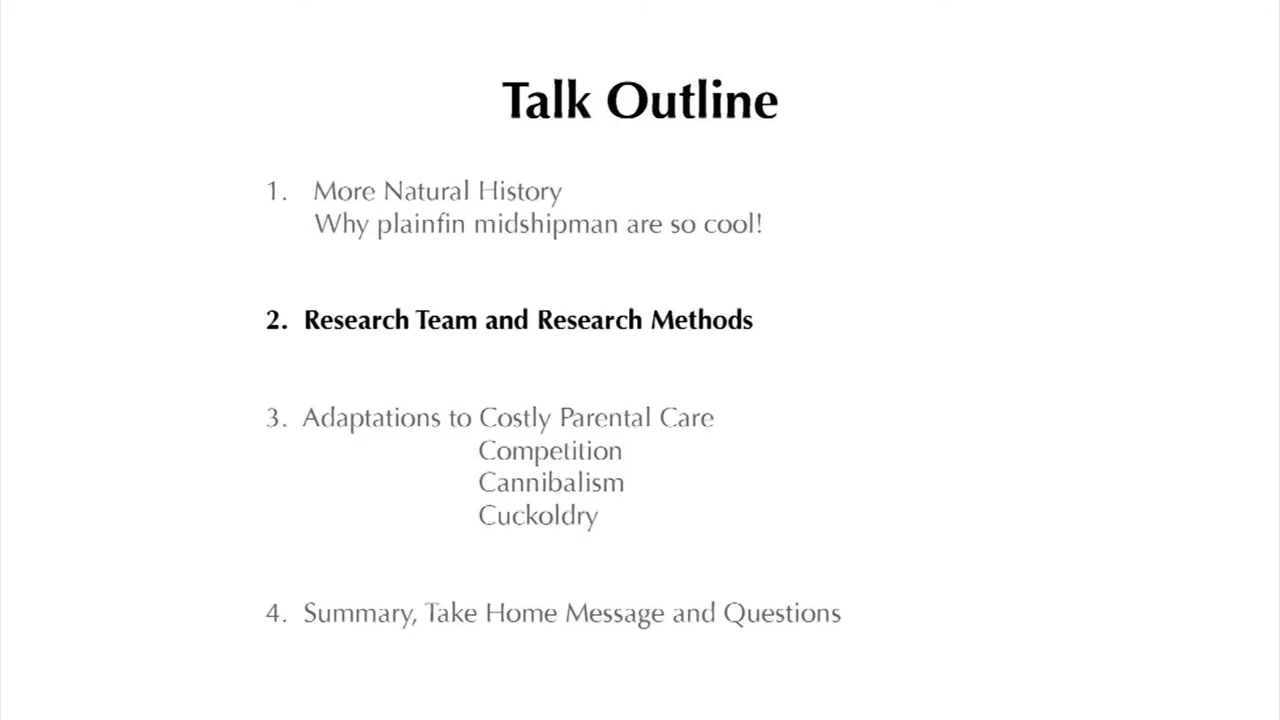 Talk Outline
1. More Natural History
Why plainfin midshipman are so cool!
2. Research Team and Research Methods
3. Adaptations to Costly Parental Care
Competition
Cannibalism
Cuckoldry
4. Summary, Take Home Message and Questions